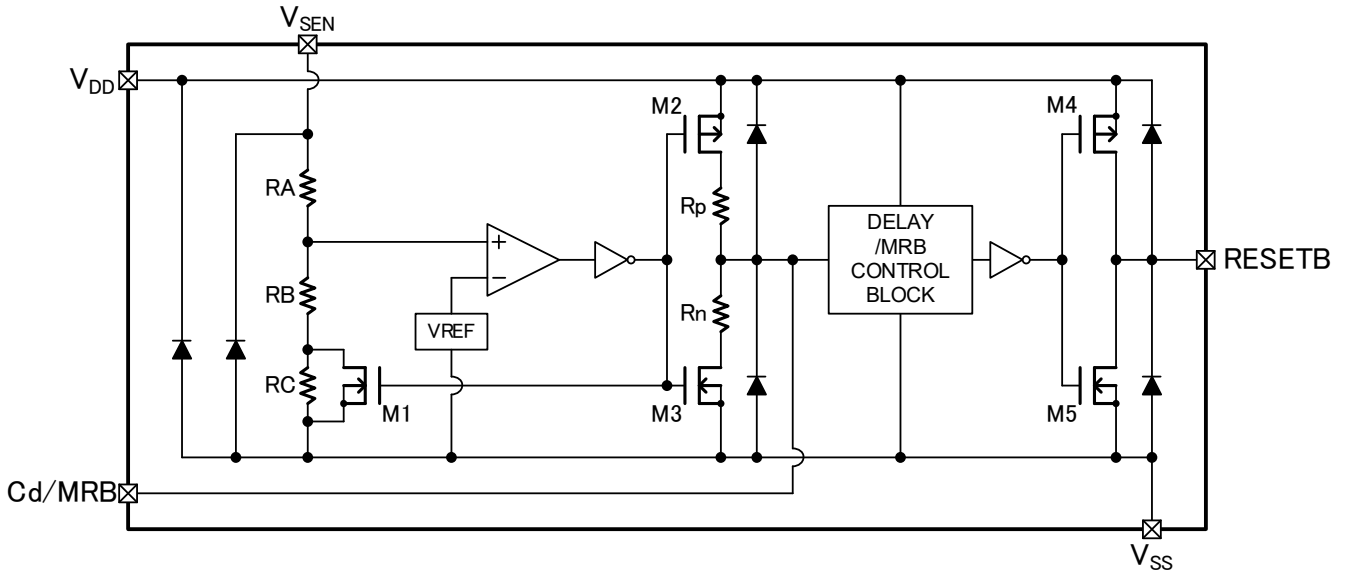 VSEN
VDD
M2
M4
RA
Rp
+
−
DELAY
/MRB
CONTROL
BLOCK
RESETB
RB
VREF
Rn
RC
M1
M3
M5
Cd/MRB
VSS